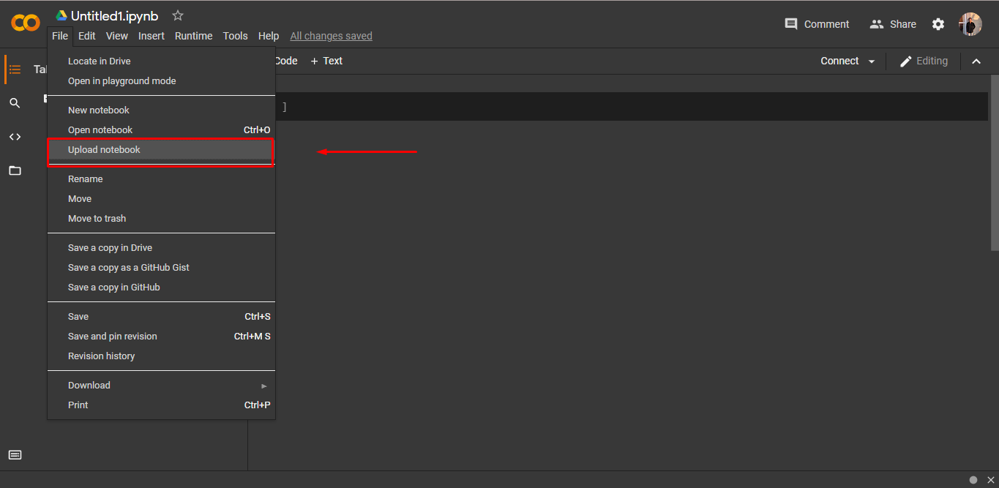 Untitled1.ipynb
File Edit View Insert Runtime Tools Help All changes saved
Comment Share
Code + Text
Connect Editing
]
Locate in Drive
Open in playground mode
New notebook
Open notebook Ctrl+O
Upload notebook
Rename
Move
Move to trash
Save a copy in Drive
Save a copy as a GitHub Gist
Save a copy in GitHub
Save Ctrl+S
Save and pin revision Ctrl+M S
Revision history
Download
Print Ctrl+P